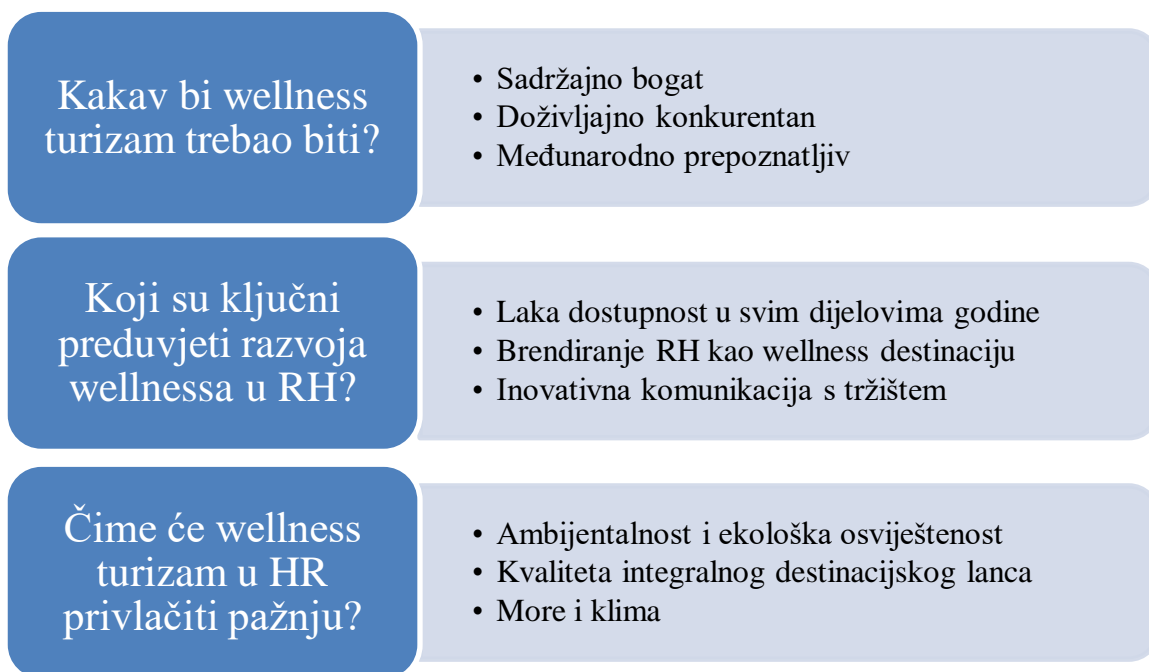 Kakav bi wellness
turizam trebao biti?
• Sadržajno bogat
• Doživljajno konkurentan
• Međunarodno prepoznatljiv
Koji su ključni
preduvjeti razvoja
wellnessa u RH?
• Laka dostupnost u svim dijelovima godine
• Brendiranje RH kao wellness destinaciju
• Inovativna komunikacija s tržištem
Čime će wellness
turizam u HR
privlačiti pažnju?
• Ambijentalnost i ekološka osviještenost
• Kvaliteta integralnog destinacijskog lanca
• More i klima